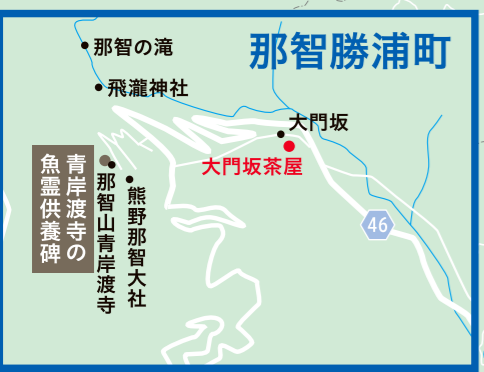 那智勝浦町
那智の滝
飛瀧神社
大門坂
大門坂茶屋
46
熊野那智大社
那智山青岸渡寺
青岸渡寺の
魚霊供養碑